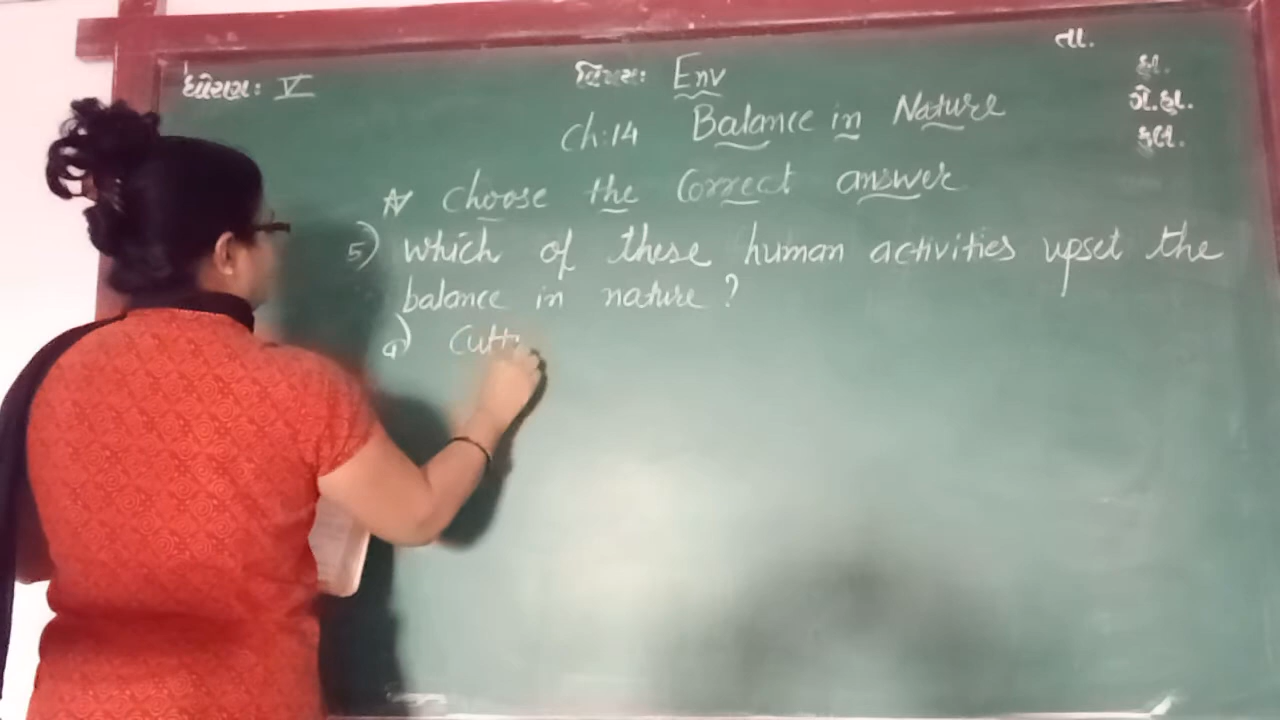 ધોરણ: V
વિષય: Env
તા.
હા.
ગે.હા.
કુલ.
Ch:14 Balance in Nature
☆ Choose the Correct answer
5) Which of these human activities upset the
balance in nature?
a) Cutti